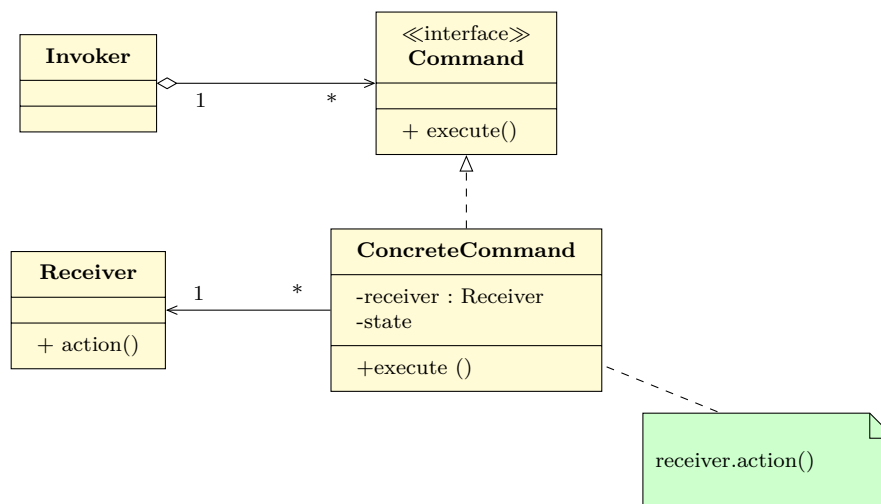 Invoker
≪interface≫
Command
+ execute()
1
*
ConcreteCommand
-receiver : Receiver
-state
+execute ()
Receiver
+ action()
1
*
receiver.action()